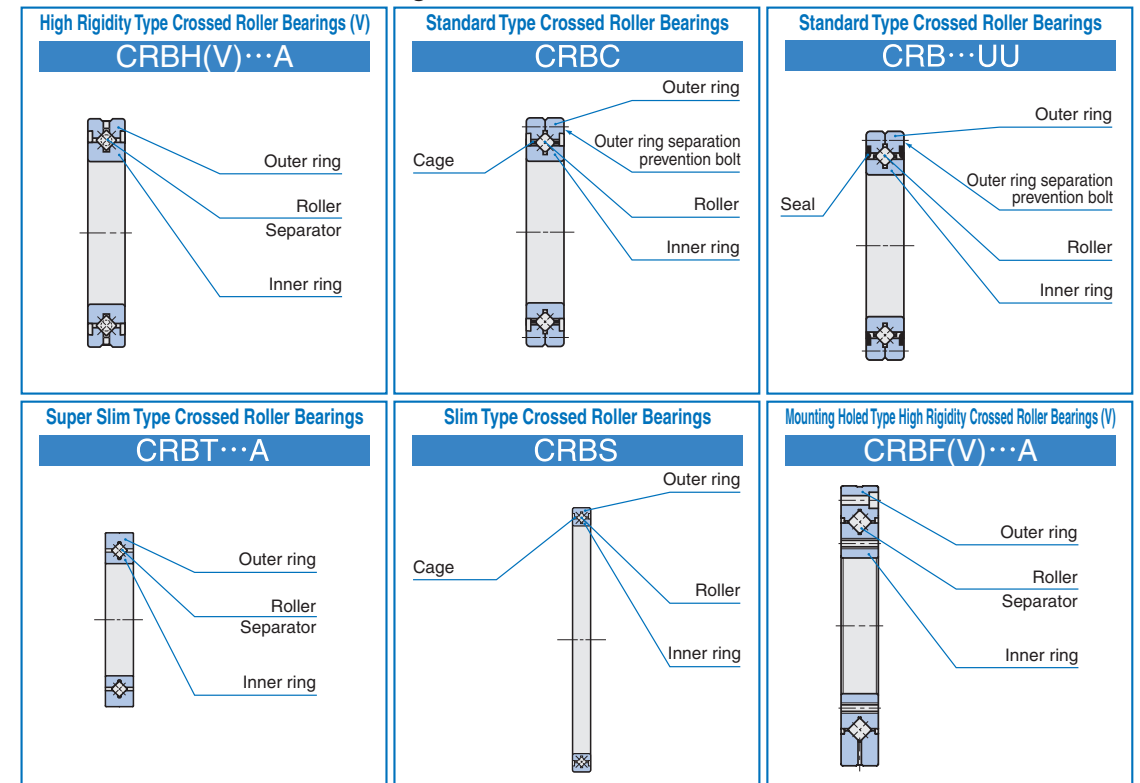 High Rigidity Type Crossed Roller Bearings (V)
CRBH(V)···A
Outer ring
Roller
Separator
Inner ring
Standard Type Crossed Roller Bearings
CRBC
Outer ring
Cage
Outer ring separation
prevention bolt
Roller
Inner ring
Standard Type Crossed Roller Bearings
CRB···UU
Outer ring
Outer ring separation
prevention bolt
Seal
Roller
Inner ring
Super Slim Type Crossed Roller Bearings
CRBT···A
Outer ring
Roller
Separator
Inner ring
Slim Type Crossed Roller Bearings
CRBS
Outer ring
Cage
Roller
Inner ring
Mounting Holed Type High Rigidity Crossed Roller Bearings (V)
CRBF(V)···A
Outer ring
Roller
Separator
Inner ring